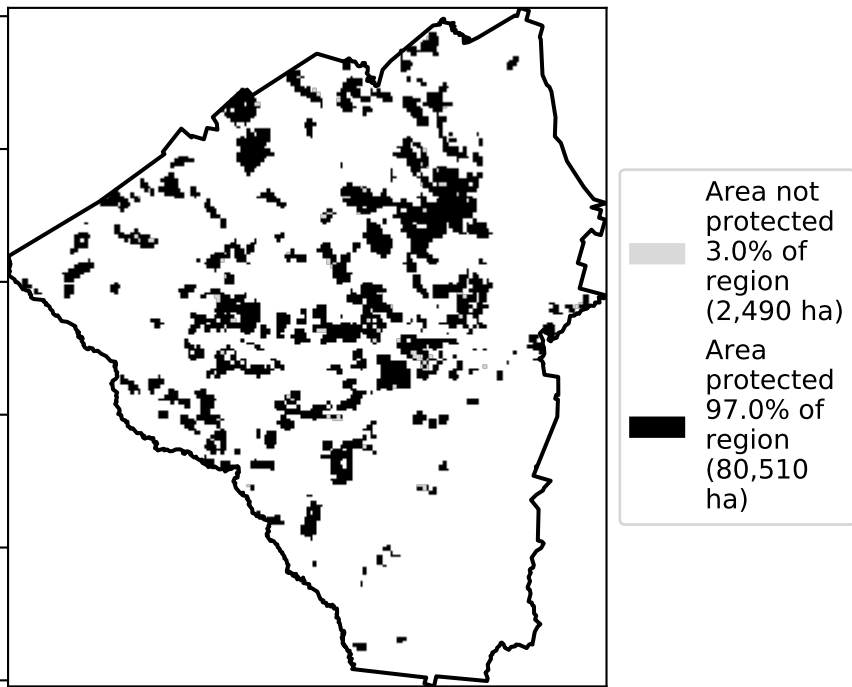 Area not
protected
3.0% of
region
(2,490 ha)
Area
protected
97.0% of
region
(80,510
ha)